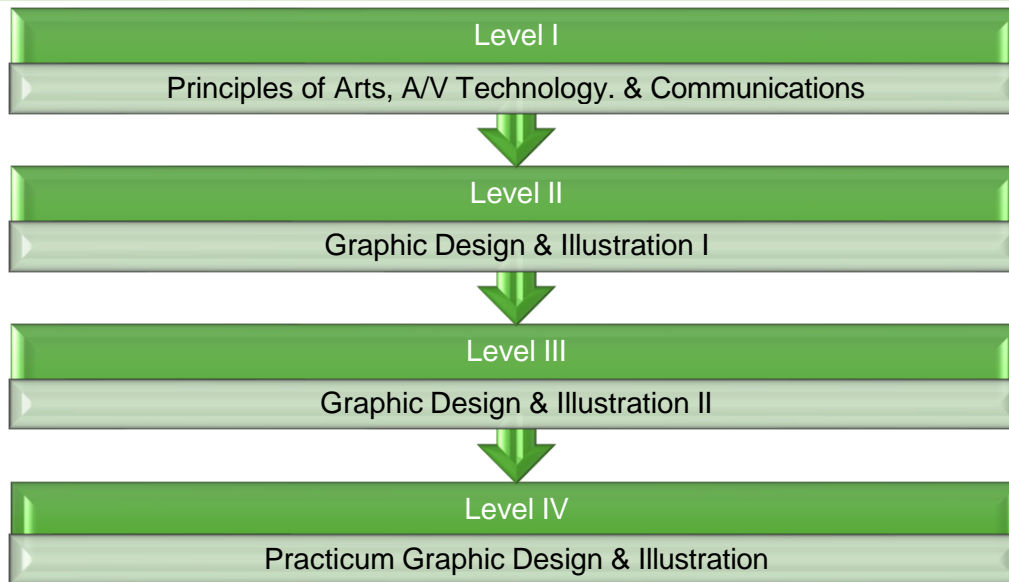 Level I
Principles of Arts, A/V Technology. & Communications
Level II
Graphic Design & Illustration I
Level III
Graphic Design & Illustration II
Level IV
Practicum Graphic Design & Illustration